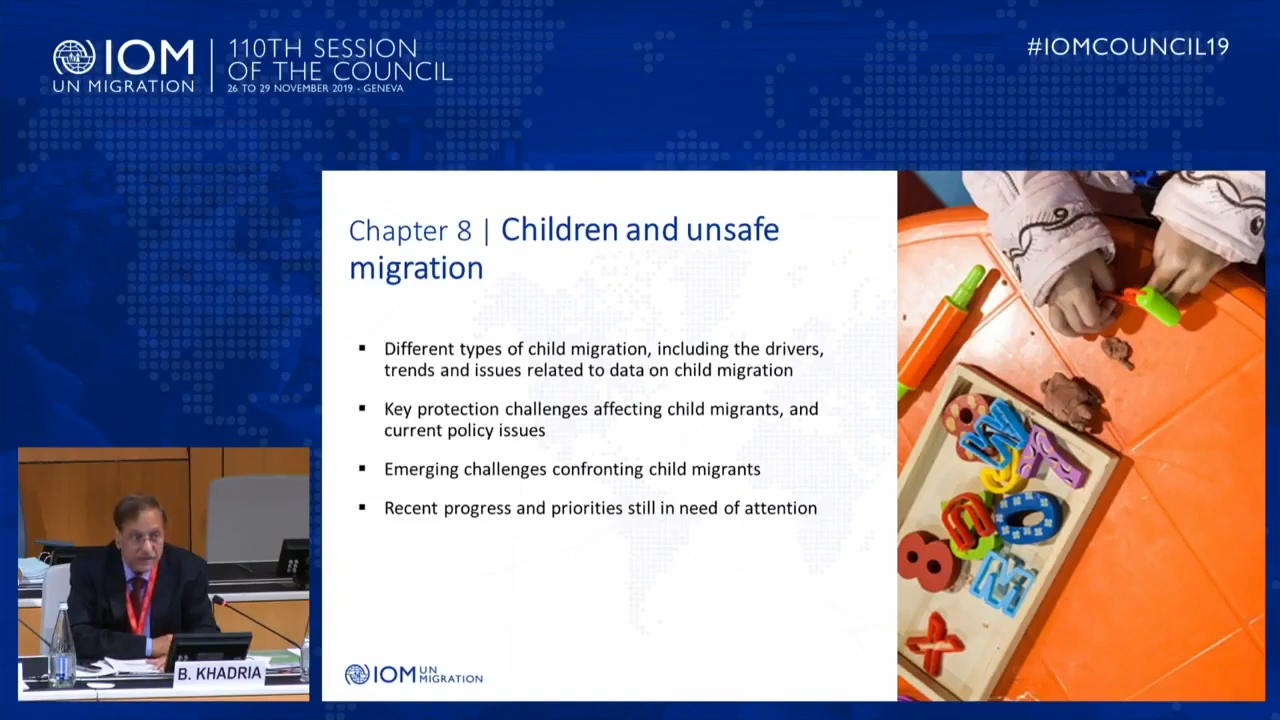 IOM
UN MIGRATION
110TH SESSION
OF THE COUNCIL
26 TO 29 NOVEMBER 2019 - GENEVA
#IOMCOUNCIL19
Chapter 8 | Children and unsafe
migration
▪ Different types of child migration, including the drivers,
trends and issues related to data on child migration
▪ Key protection challenges affecting child migrants, and
current policy issues
▪ Emerging challenges confronting child migrants
▪ Recent progress and priorities still in need of attention
IOM UN
MIGRATION
B. KHADRIA